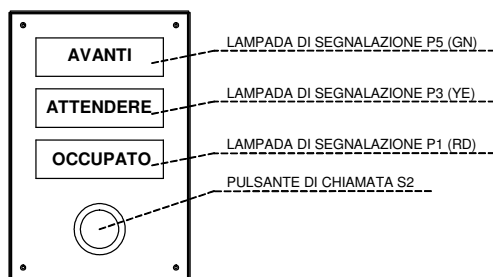 AVANTI
LAMPADA DI SEGNALAZIONE P5 (GN)
ATTENDERE
LAMPADA DI SEGNALAZIONE P3 (YE)
OCCUPATO
LAMPADA DI SEGNALAZIONE P1 (RD)
PULSANTE DI CHIAMATA S2